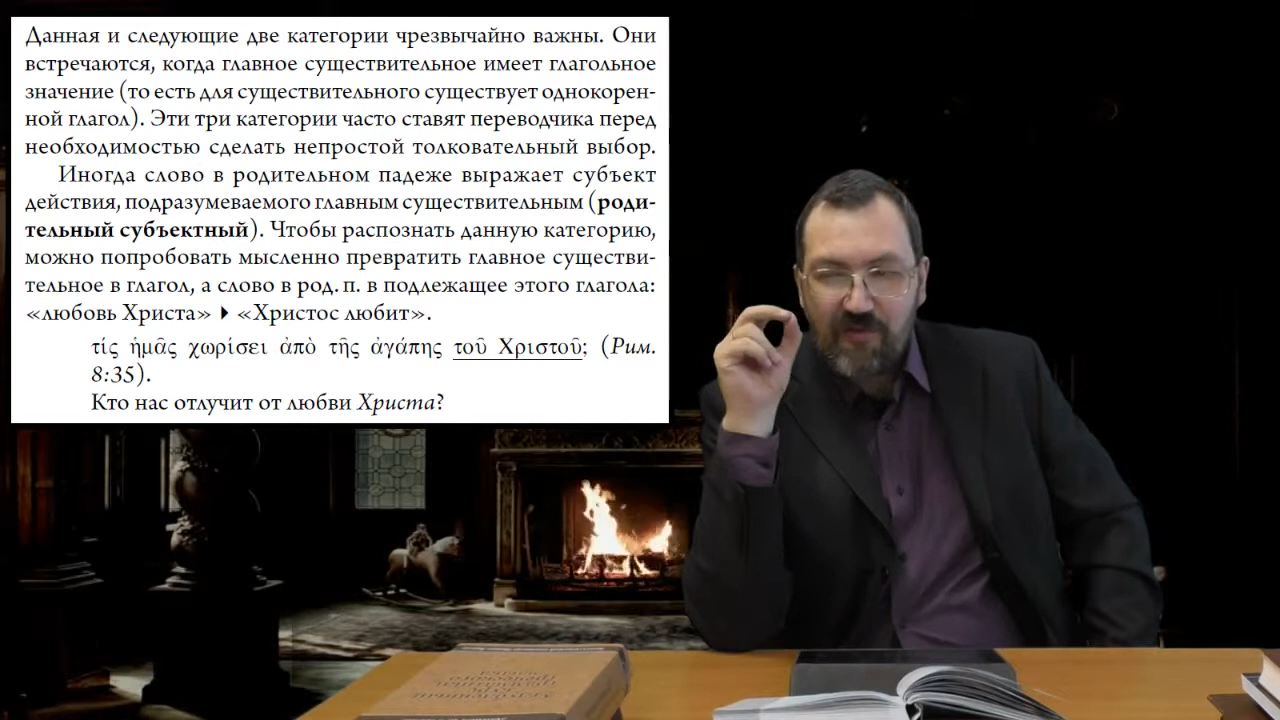 Данная и следующие две категории чрезвычайно важны. Они
встречаются, когда главное существительное имеет глагольное
значение (то есть для существительного существует однокорен-
ной глагол). Эти три категории часто ставят переводчика перед
необходимостью сделать непростой толковательный выбор.
Иногда слово в родительном падеже выражает субъект
действия, подразумеваемого главным существительным (роди-
тельный субъектный). Чтобы распознать данную категорию,
можно попробовать мысленно превратить главное существи-
тельное в глагол, а слово в род. п. в подлежащее этого глагола:
«любовь Христа» ▸ «Христос любит».
τίς ἡμᾶς χωρίσει ἀπὸ τῆς ἀγάπης τοῦ Χριστοῦ; (Рим.
8:35).
Кто нас отлучит от любви Христа?